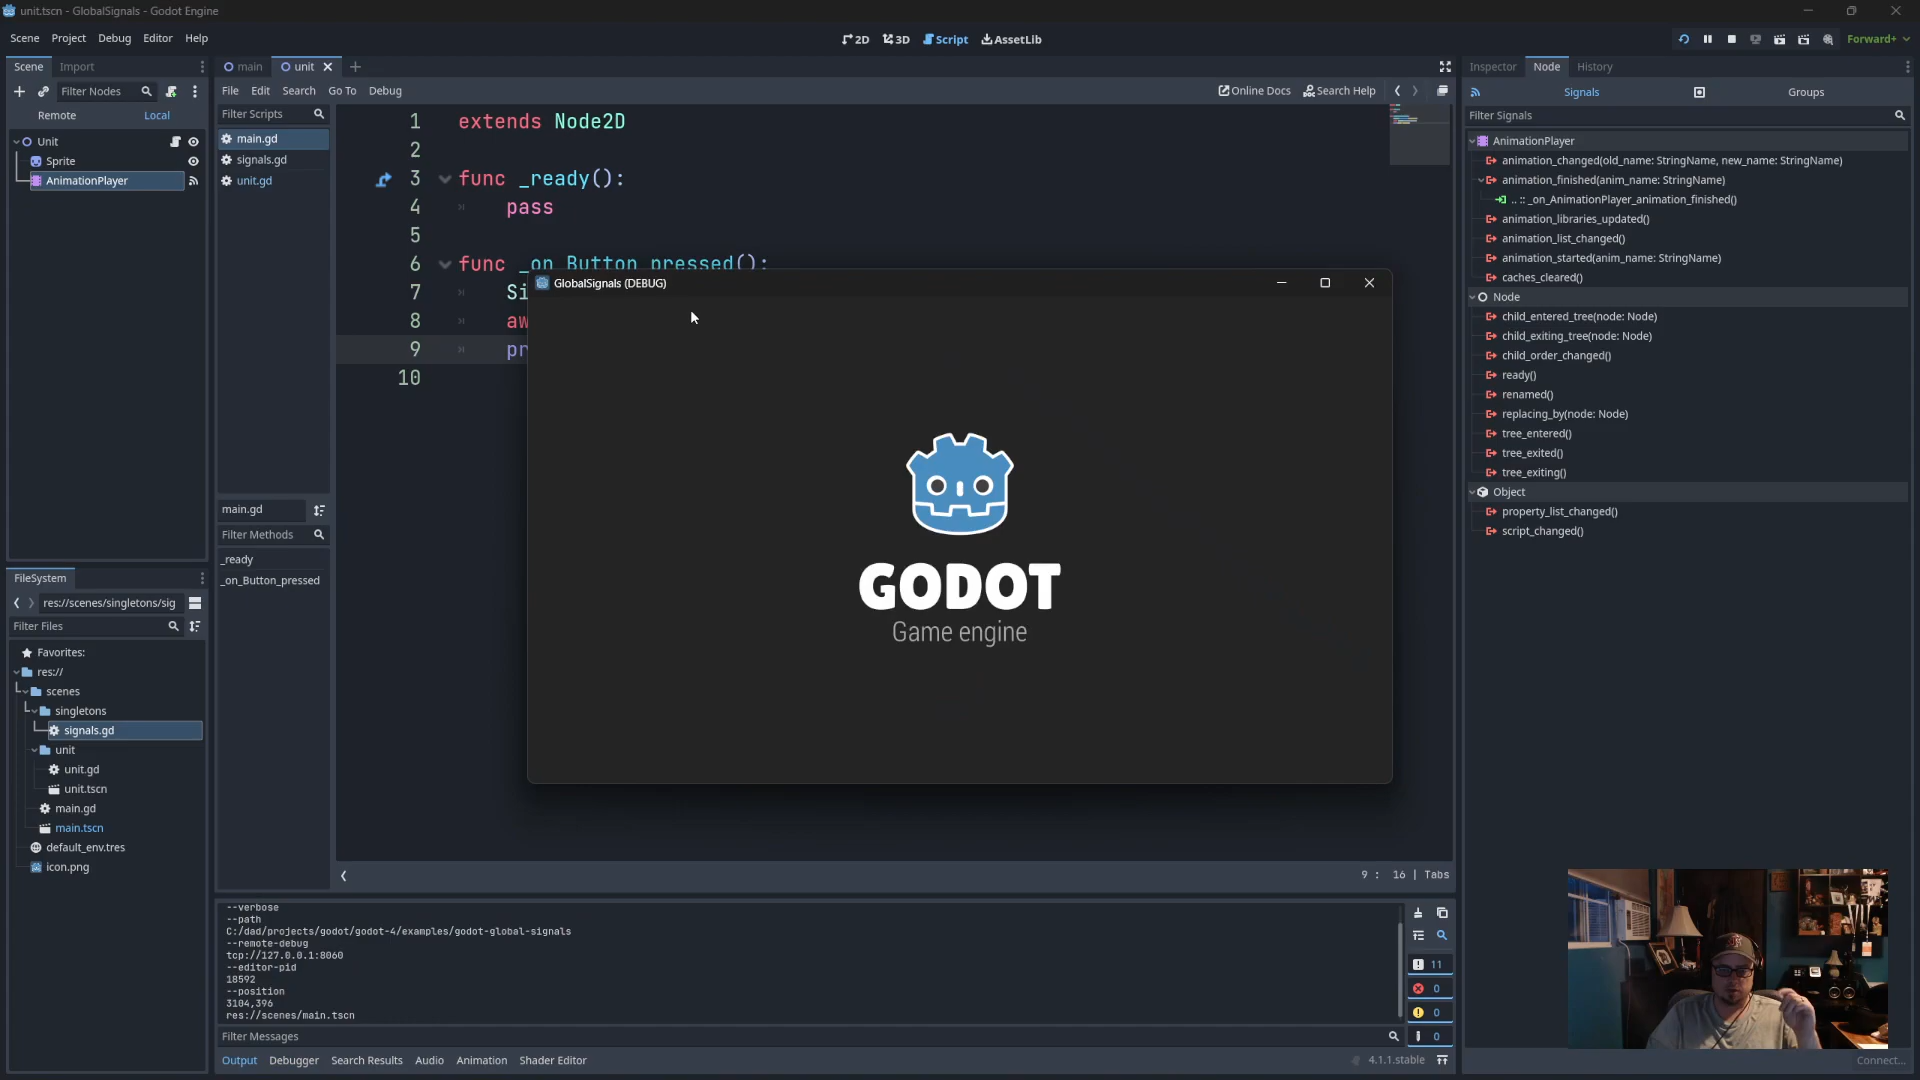 unit.tscn - GlobalSignals - Godot Engine
Scene Project Debug Editor Help
2D 3D Script AssetLib
Forward+
Scene Import
Filter Nodes
Remote Local
Unit
Sprite
AnimationPlayer
main unit
File Edit Search Go To Debug
Online Docs Search Help
Filter Scripts
main.gd
signals.gd
unit.gd
main.gd
Filter Methods
_ready
_on_Button_pressed
1 extends Node2D
2
3 func _ready():
4 pass
5
6 func _on_Button_pressed():
7 Si
8 aw
9 pr
10
GlobalSignals (DEBUG)
GODOT
Game engine
9 : 16 | Tabs
FileSystem
res://scenes/singletons/sig
Filter Files
Favorites:
res://
scenes
singletons
signals.gd
unit
unit.gd
unit.tscn
main.gd
main.tscn
default_env.tres
icon.png
--verbose
--path
C:/dad/projects/godot/godot-4/examples/godot-global-signals
--remote-debug
tcp://127.0.0.1:8060
--editor-pid
18592
--position
3104,396
res://scenes/main.tscn
11
0
0
0
Filter Messages
Output Debugger Search Results Audio Animation Shader Editor
4.1.1.stable
Inspector Node History
Signals Groups
Filter Signals
AnimationPlayer
animation_changed(old_name: StringName, new_name: StringName)
animation_finished(anim_name: StringName)
.. :: _on_AnimationPlayer_animation_finished()
animation_libraries_updated()
animation_list_changed()
animation_started(anim_name: StringName)
caches_cleared()
Node
child_entered_tree(node: Node)
child_exiting_tree(node: Node)
child_order_changed()
ready()
renamed()
replacing_by(node: Node)
tree_entered()
tree_exited()
tree_exiting()
Object
property_list_changed()
script_changed()
Connect...